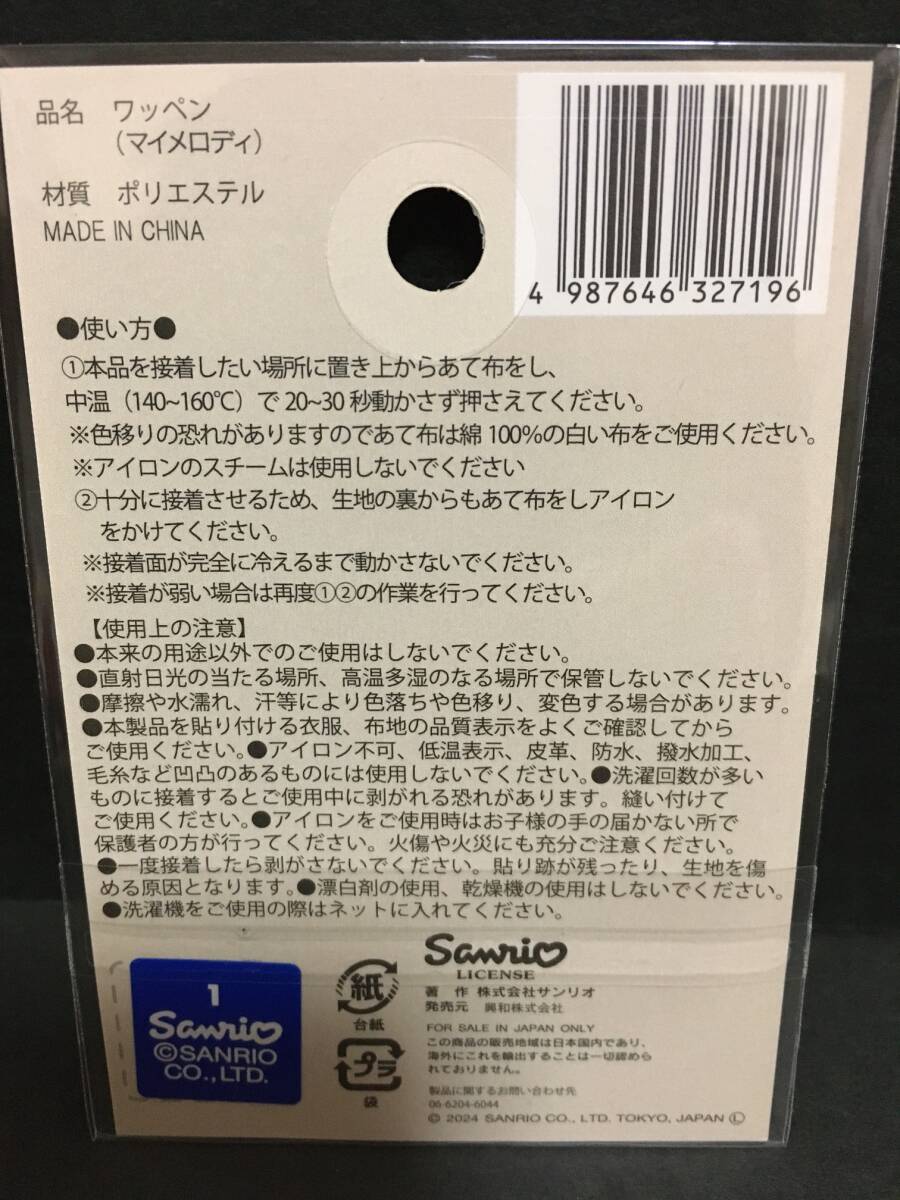 品名 ワッペン
(マイメロディ)
材質 ポリエステル
MADE IN CHINA
4 987646 327196
●使い方●
①本品を接着したい場所に置き上からあて布をし、
中温（140~160℃）で 20~30 秒動かさず押さえてください。
※色移りの恐れがありますのであて布は綿 100%の白い布をご使用ください。
※アイロンのスチームは使用しないでください
②十分に接着させるため、生地の裏からもあて布をしアイロン
をかけてください。
※接着面が完全に冷えるまで動かさないでください。
※接着が弱い場合は再度①②の作業を行ってください。
【使用上の注意】
●本来の用途以外でのご使用はしないでください。
●直射日光の当たる場所、高温多湿のなる場所で保管しないでください。
●摩擦や水濡れ、汗等により色落ちや色移り、変色する場合があります。
●本製品を貼り付ける衣服、布地の品質表示をよくご確認してから
ご使用ください。●アイロン不可、低温表示、皮革、防水、撥水加工、
毛糸など凹凸のあるものには使用しないでください。●洗濯回数が多い
ものに接着するとご使用中に剥がれる恐れがあります。縫い付けて
ご使用ください。●アイロンをご使用時はお子様の手の届かない所で
保護者の方が行ってください。火傷や火災にも充分ご注意ください。
●一度接着したら剥がさないでください。貼り跡が残ったり、生地を傷
める原因となります。●漂白剤の使用、乾燥機の使用はしないでください。
●洗濯機をご使用の際はネットに入れてください。
1
Sanrio
©SANRIO
CO.,LTD.
紙
台紙
プラ
袋
Sanrio
LICENSE
著 作 株式会社サンリオ
発売元 興和株式会社
FOR SALE IN JAPAN ONLY
この商品の販売地域は日本国内であり、
海外にこれを輸出することは一切認めら
れておりません。
製品に関するお問い合わせ先
06-6204-6044
© 2024 SANRIO CO., LTD. TOKYO, JAPAN Ⓛ